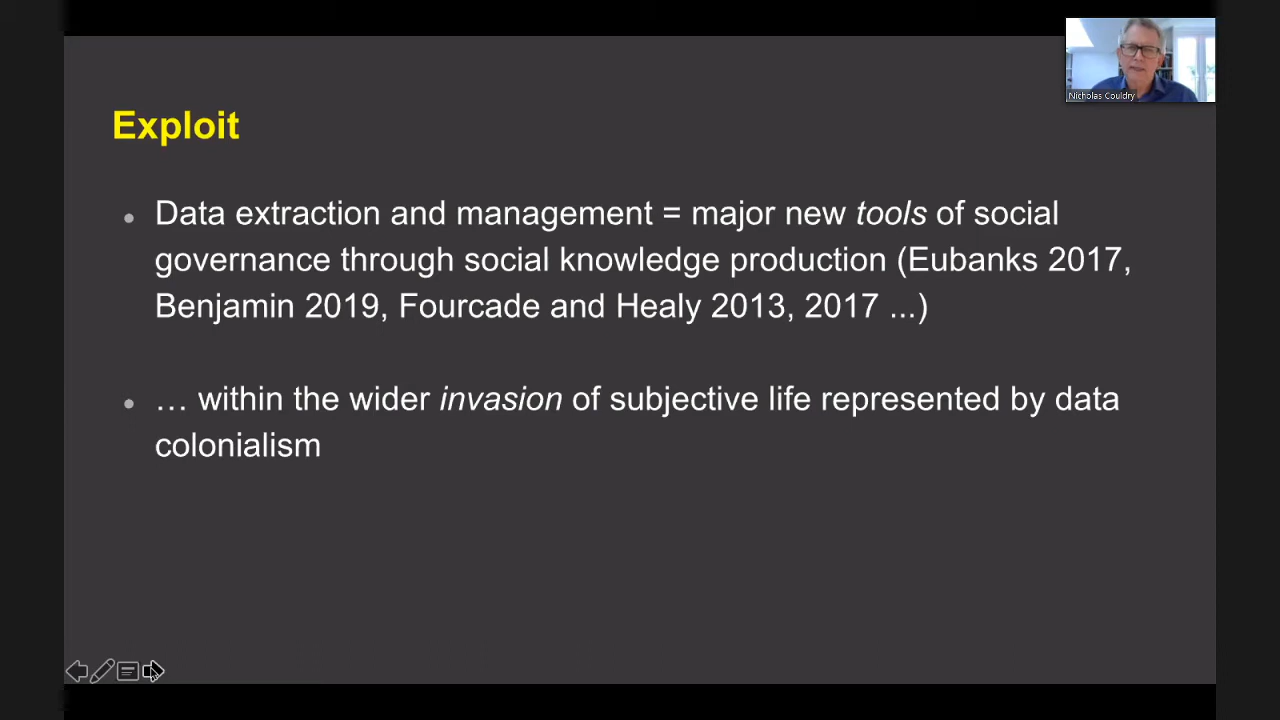 Nicholas Couldry
Exploit
Data extraction and management = major new tools of social
governance through social knowledge production (Eubanks 2017,
Benjamin 2019, Fourcade and Healy 2013, 2017 ...)
… within the wider invasion of subjective life represented by data
colonialism